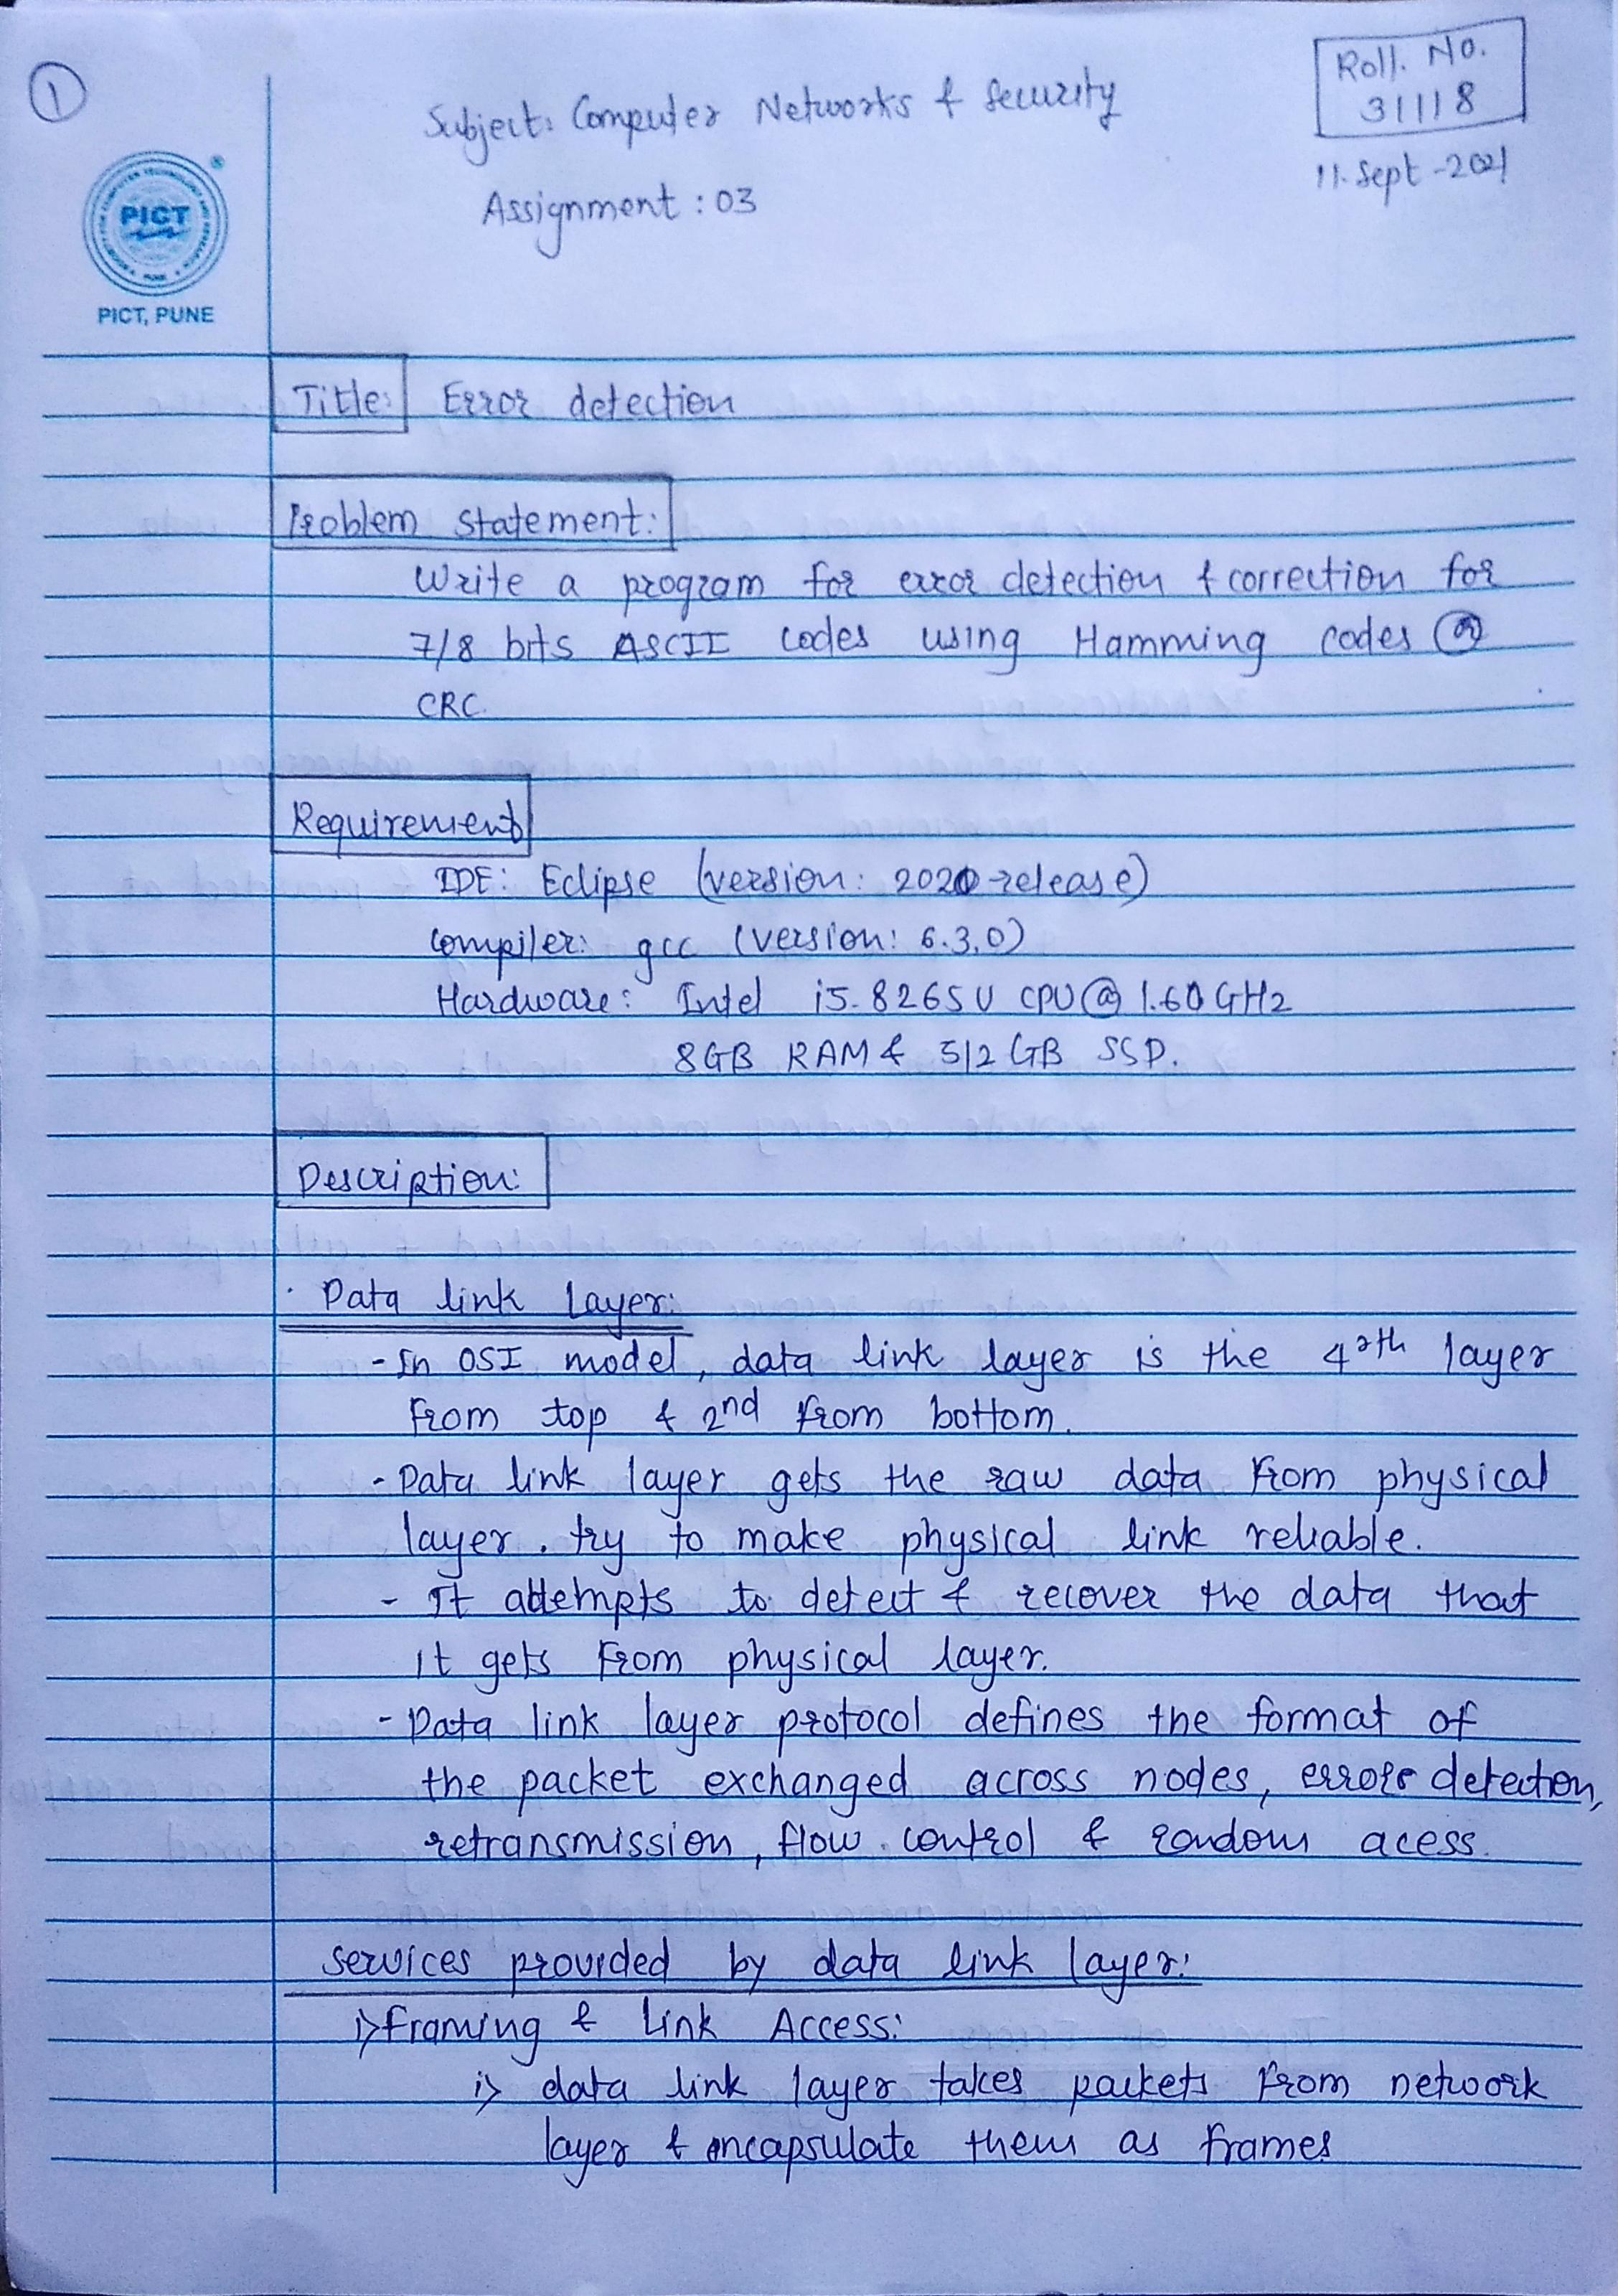 1
Roll. No.
31118
Subject: Computer Networks & Security
11-Sept-2021
Assignment : 03
PICT
PICT, PUNE
Title: Error detection
Problem Statement:
Write a program for error detection & correction for
7/8 bits ASCII codes using Hamming codes or
CRC.
Requirement
IDE: Eclipse (version: 2020-release)
Compiler: gcc (version: 6.3.0)
Hardware: Intel i5-8265U CPU @ 1.60 GHz
8GB RAM & 512 GB SSD.
Description:
Data link layer:
- In OSI model, data link layer is the 4rth layer
from top & 2nd from bottom.
- Data link layer gets the raw data from physical
layer. try to make physical link reliable.
- It attempts to detect & recover the data that
it gets from physical layer.
- Data link layer protocol defines the format of
the packet exchanged across nodes, errors detection,
retransmission, flow control & random acess.
Services provided by data link layer:
1> Framing & Link Access:
i> data link layer takes packets from network
layer & encapsulate them as frames